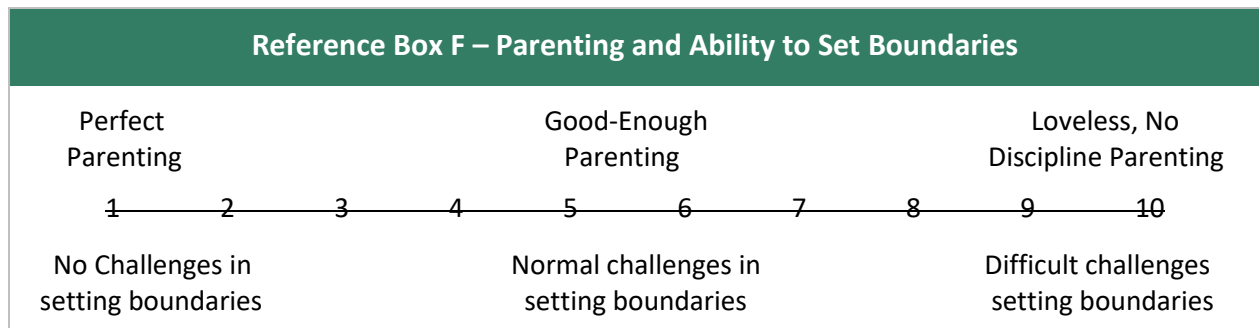 Reference Box F – Parenting and Ability to Set Boundaries
Perfect Good-Enough Loveless, No
Parenting Parenting Discipline Parenting
1 2 3 4 5 6 7 8 9 10
No Challenges in Normal challenges in Difficult challenges
setting boundaries setting boundaries setting boundaries